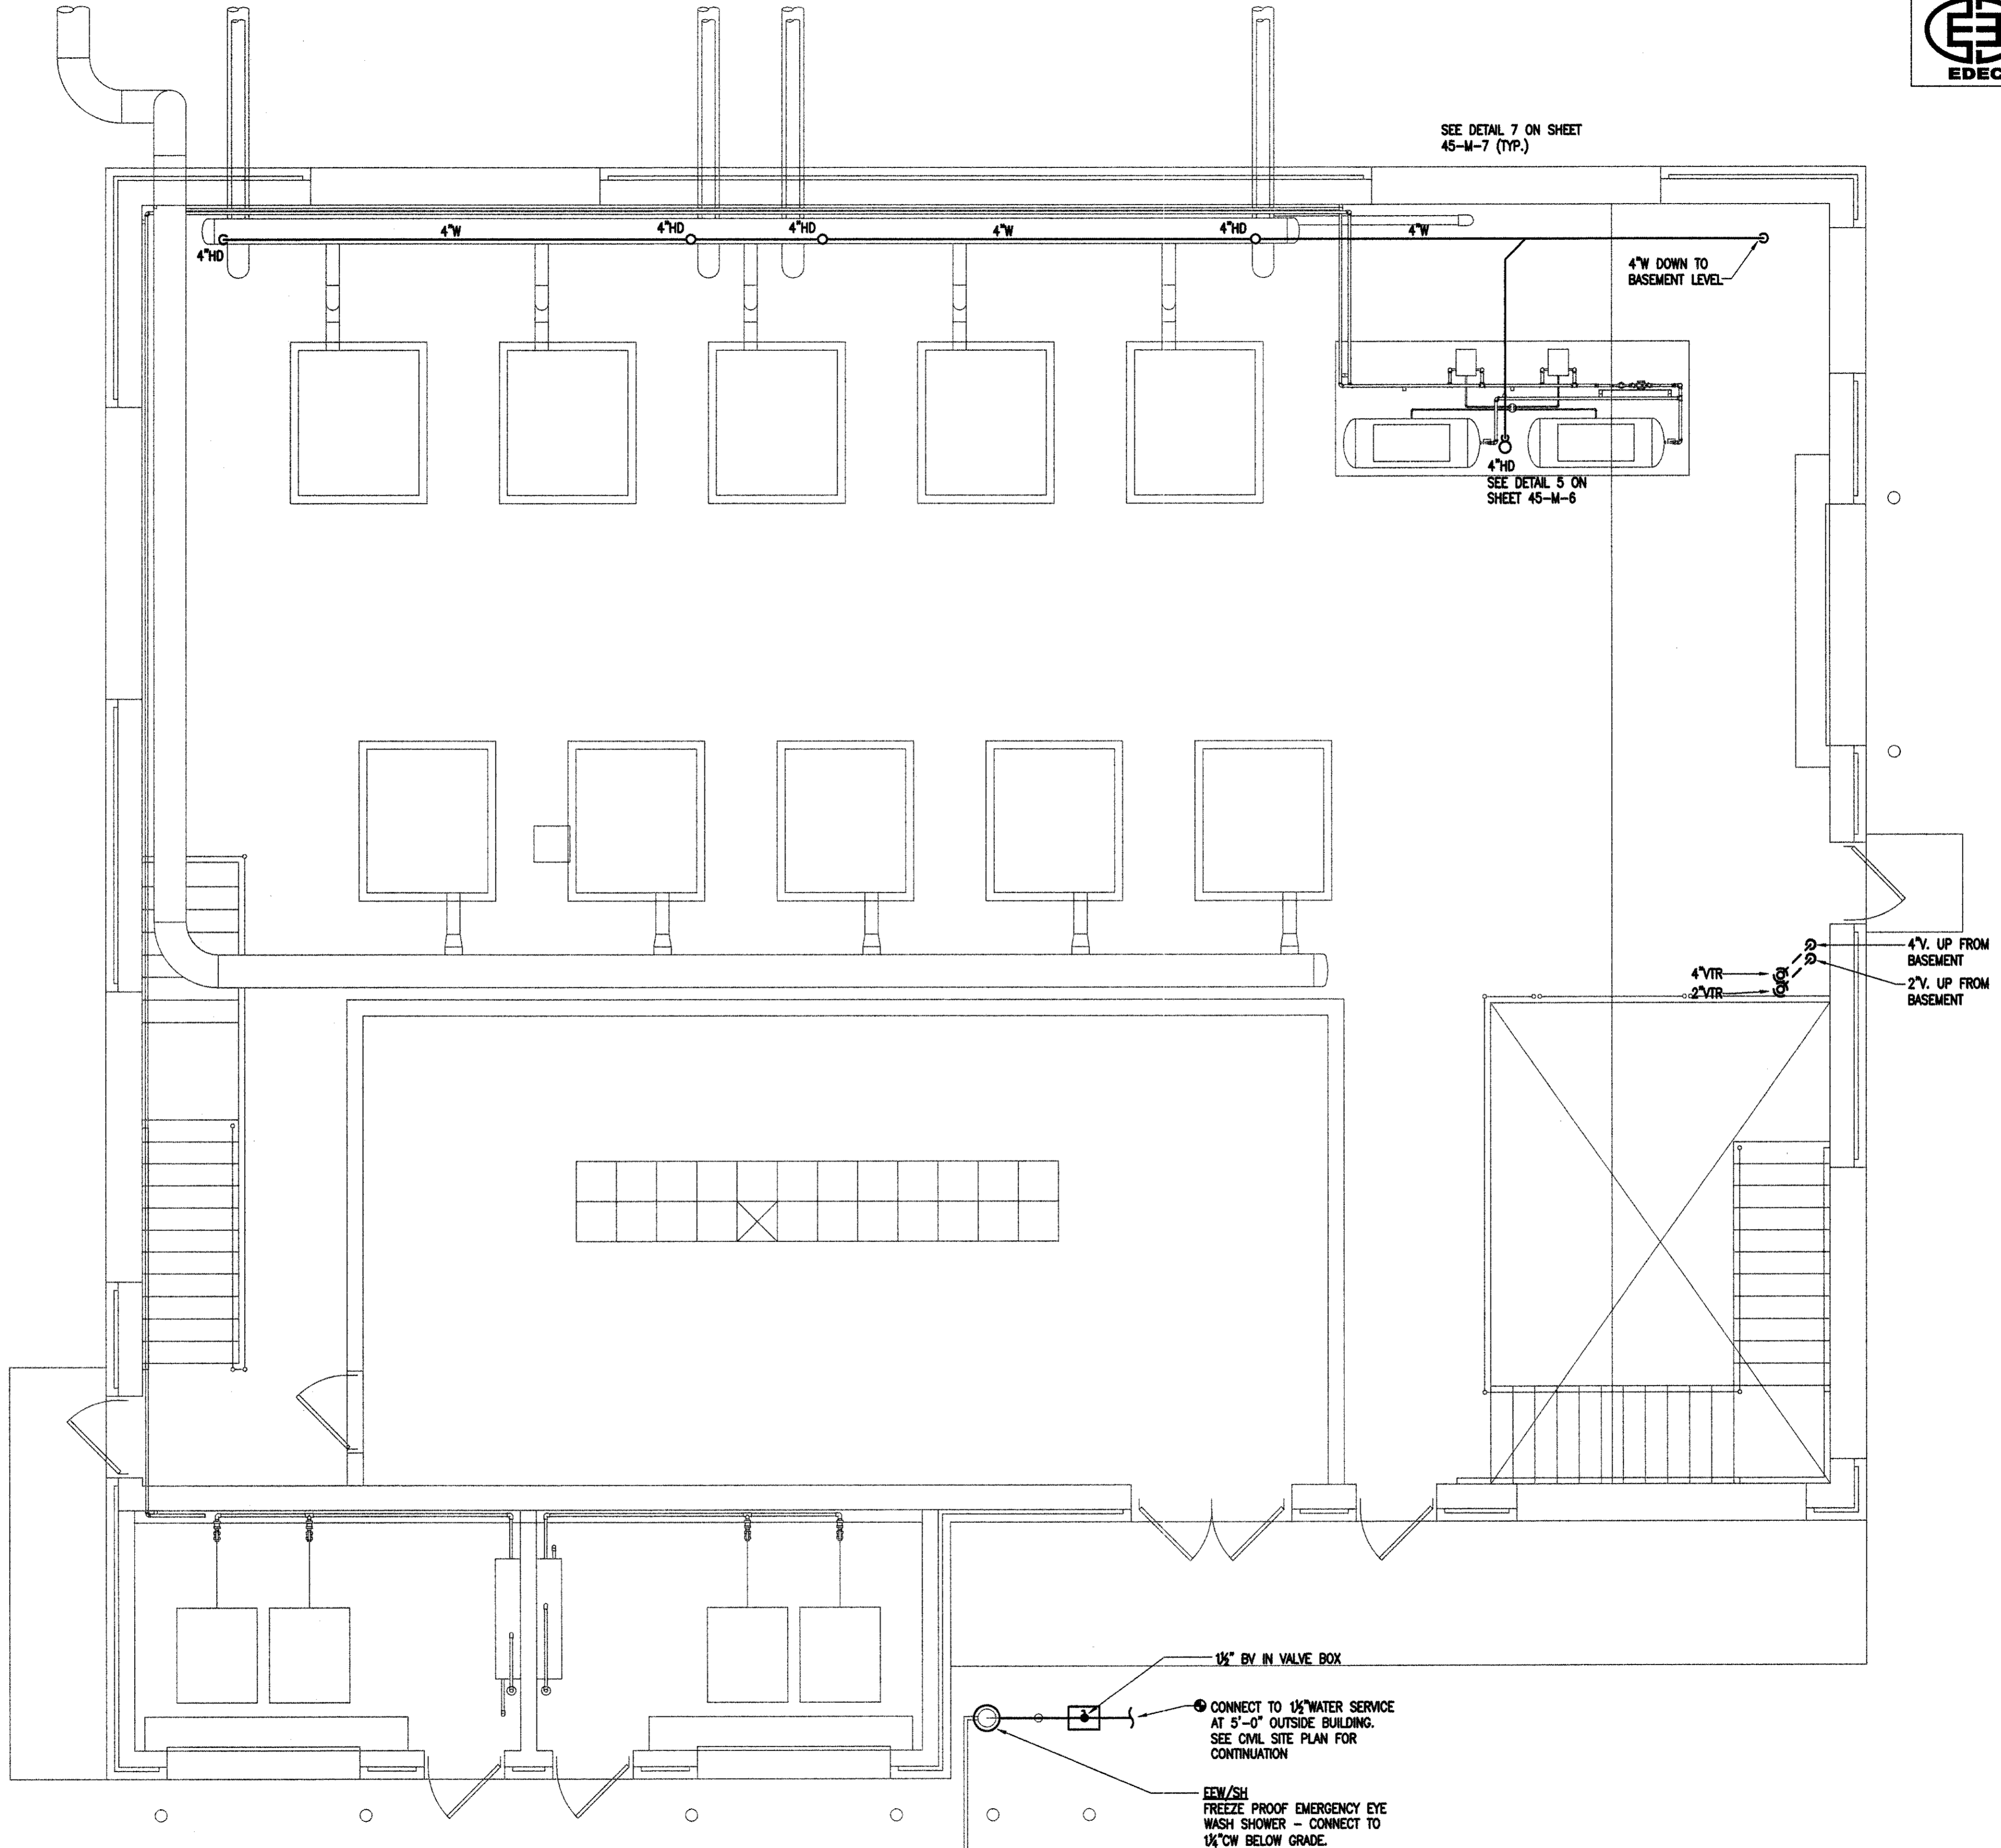 EDEC
SEE DETAIL 7 ON SHEET
45-M-7 (TYP.)
4"W
4"HD
4"HD
4"W
4"HD
4"W
4"HD
4"W DOWN TO
BASEMENT LEVEL
4"HD
SEE DETAIL 5 ON
SHEET 45-M-6
4"V. UP FROM
BASEMENT
4"VTR
2"VTR
2"V. UP FROM
BASEMENT
1½" BV IN VALVE BOX
CONNECT TO 1½"WATER SERVICE
AT 5'-0" OUTSIDE BUILDING.
SEE CIVIL SITE PLAN FOR
CONTINUATION
EEW/SH
FREEZE PROOF EMERGENCY EYE
WASH SHOWER - CONNECT TO
1¼"CW BELOW GRADE.